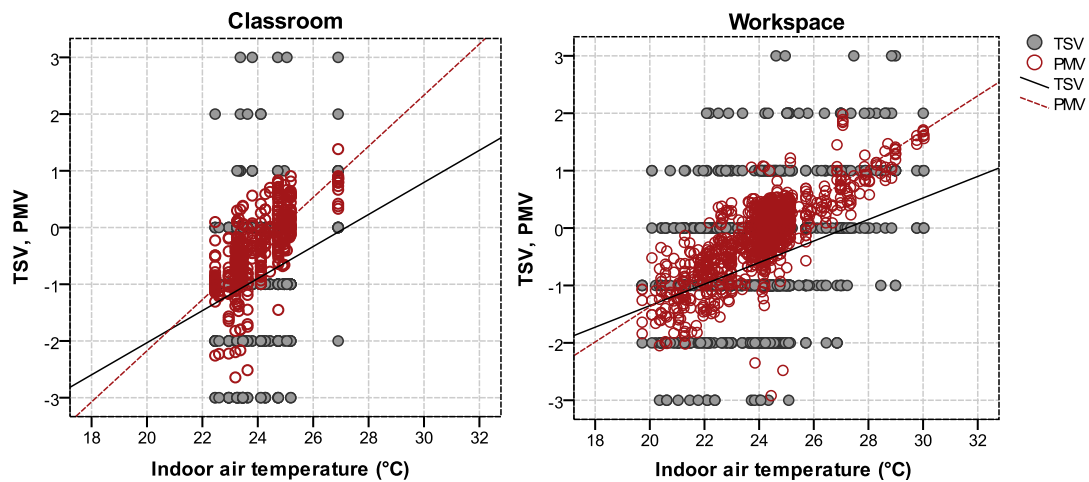 Classroom
Workspace
TSV
PMV
TSV
PMV
TSV, PMV
3
2
1
0
-1
-2
-3
18 20 22 24 26 28 30 32
Indoor air temperature (°C)
TSV, PMV
3
2
1
0
-1
-2
-3
18 20 22 24 26 28 30 32
Indoor air temperature (°C)